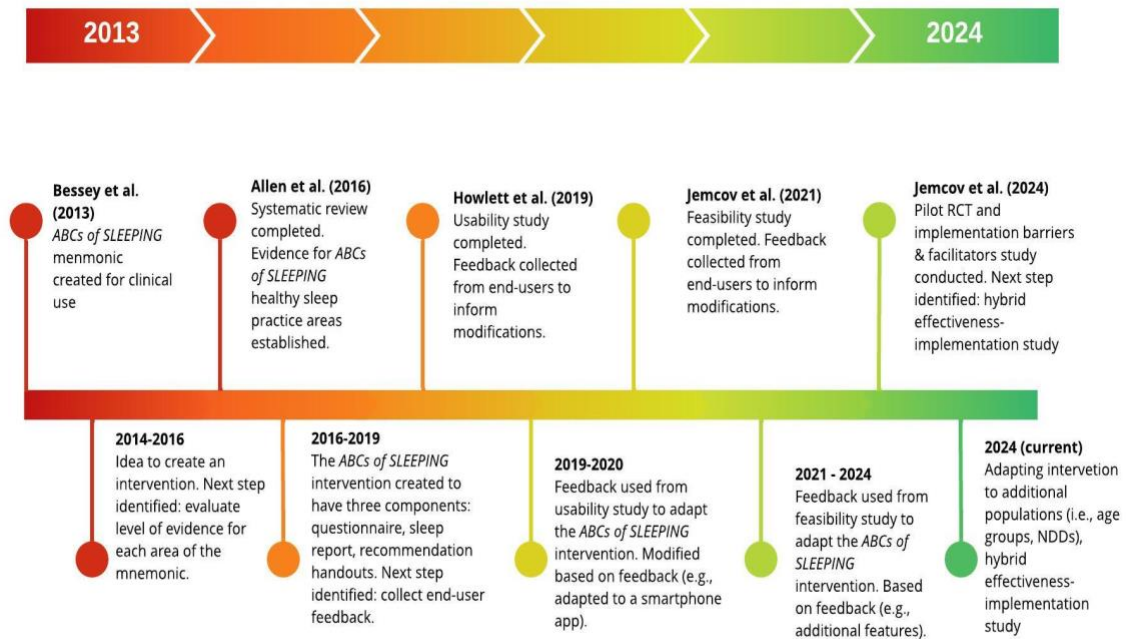 2013
2024
Bessey et al.
(2013)
ABCs of SLEEPING
menmonic
created for clinical
use
Allen et al. (2016)
Systematic review
completed.
Evidence for ABCs
of SLEEPING
healthy sleep
practice areas
established.
Howlett et al. (2019)
Usability study
completed.
Feedback collected
from end-users to
inform
modifications.
Jemcov et al. (2021)
Feasibility study
completed. Feedback
collected from
end-users to inform
modifications.
Jemcov et al. (2024)
Pilot RCT and
implementation barriers
& facilitators study
conducted. Next step
identified: hybrid
effectiveness-
implementation study
2014-2016
Idea to create an
intervention. Next step
identified: evaluate
level of evidence for
each area of the
mnemonic.
2016-2019
The ABCs of SLEEPING
intervention created to
have three components:
questionnaire, sleep
report, recommendation
handouts. Next step
identified: collect end-user
feedback.
2019-2020
Feedback used from
usability study to adapt
the ABCs of SLEEPING
intervention. Modified
based on feedback (e.g.,
adapted to a smartphone
app).
2021 - 2024
Feedback used from
feasibility study to
adapt the ABCs of
SLEEPING
intervention. Based
on feedback (e.g.,
additional features).
2024 (current)
Adapting intervetion
to additional
populations (i.e., age
groups, NDDs),
hybrid
effectiveness-
implementation
study